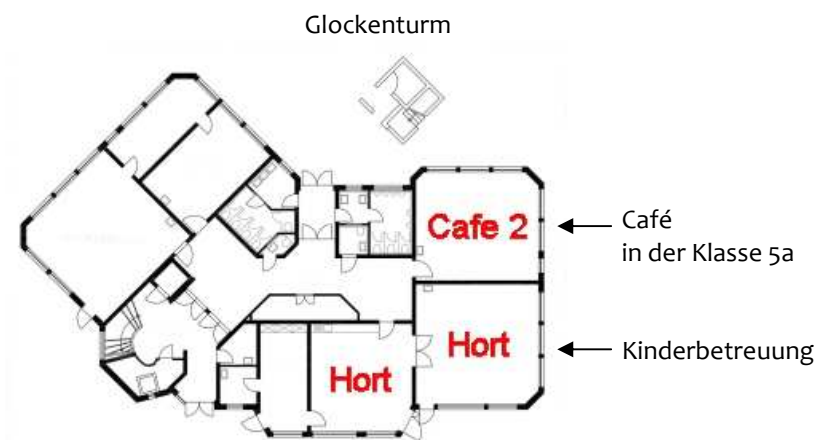 Glockenturm
Cafe 2
Café
in der Klasse 5a
Hort
Kinderbetreuung
Hort